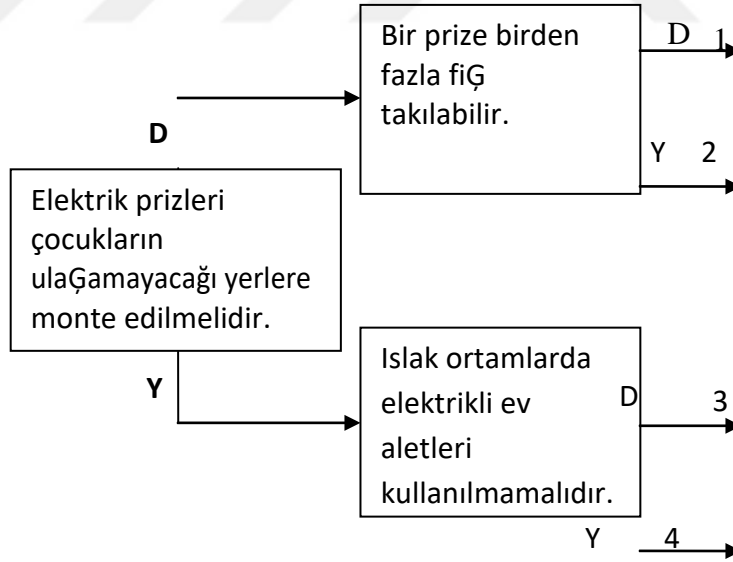 Bir prize birden
fazla fiĢ
takılabilir.
D 1
Y 2
D
Elektrik prizleri
çocukların
ulaĢamayacağı yerlere
monte edilmelidir.
Y
Islak ortamlarda
elektrikli ev
aletleri
kullanılmamalıdır.
D 3
Y 4